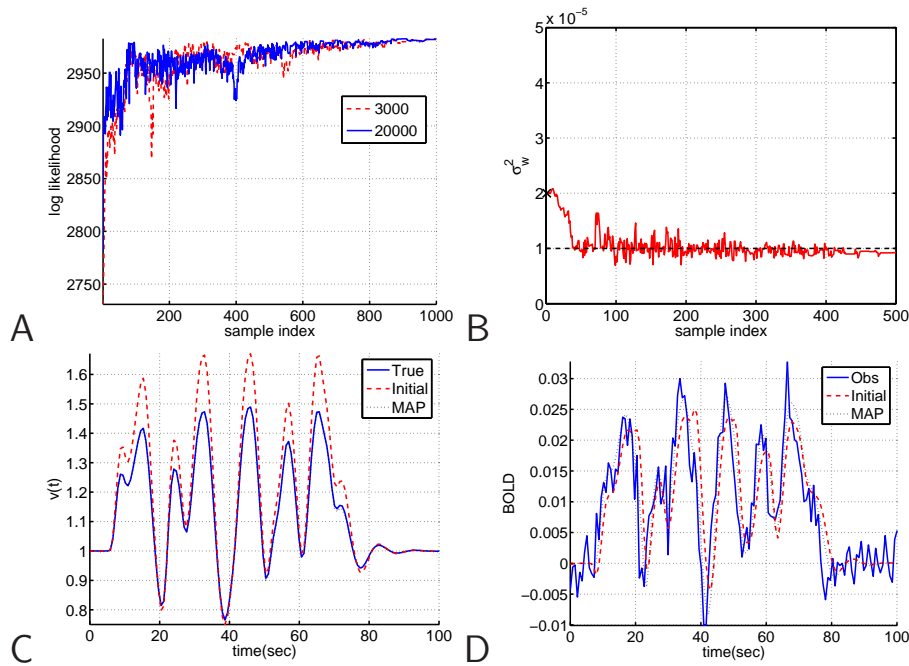 2950
2900
2850
2800
2750
log likelihood
3000
20000
200 400 600 800 1000
sample index
A
x 10⁻⁵
5
4
3
2
1
0
σ_w^2
0 100 200 300 400 500
sample index
B
1.6
1.5
1.4
1.3
1.2
1.1
1
0.9
0.8
v(t)
True
Initial
MAP
0 20 40 60 80 100
time(sec)
C
0.03
0.025
0.02
0.015
0.01
0.005
0
−0.005
−0.01
BOLD
Obs
Initial
MAP
0 20 40 60 80 100
time(sec)
D